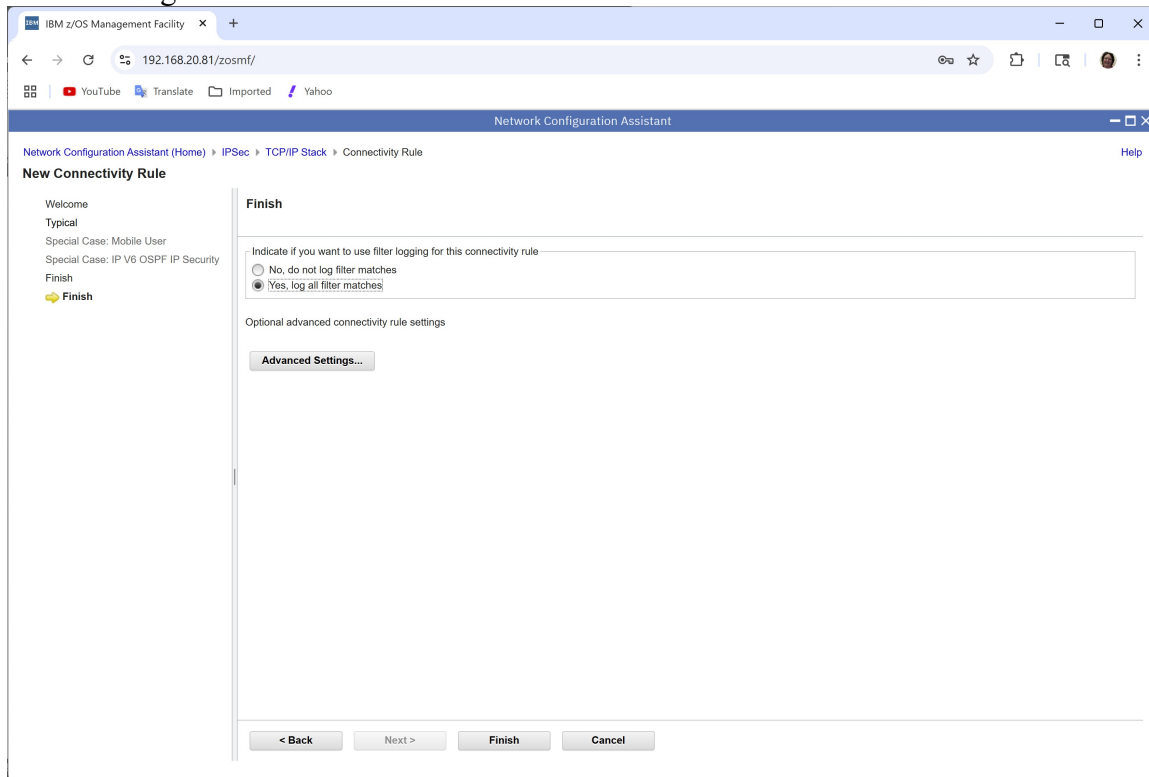 IBM z/OS Management Facility
192.168.20.81/zosmf/
YouTube Translate Imported Yahoo
Network Configuration Assistant
Network Configuration Assistant (Home) IPSec TCP/IP Stack Connectivity Rule Help
New Connectivity Rule
Welcome
Typical
Special Case: Mobile User
Special Case: IP V6 OSPF IP Security
Finish
Finish
Finish
Indicate if you want to use filter logging for this connectivity rule
No, do not log filter matches
Yes, log all filter matches
Optional advanced connectivity rule settings
Advanced Settings...
< Back Next > Finish Cancel